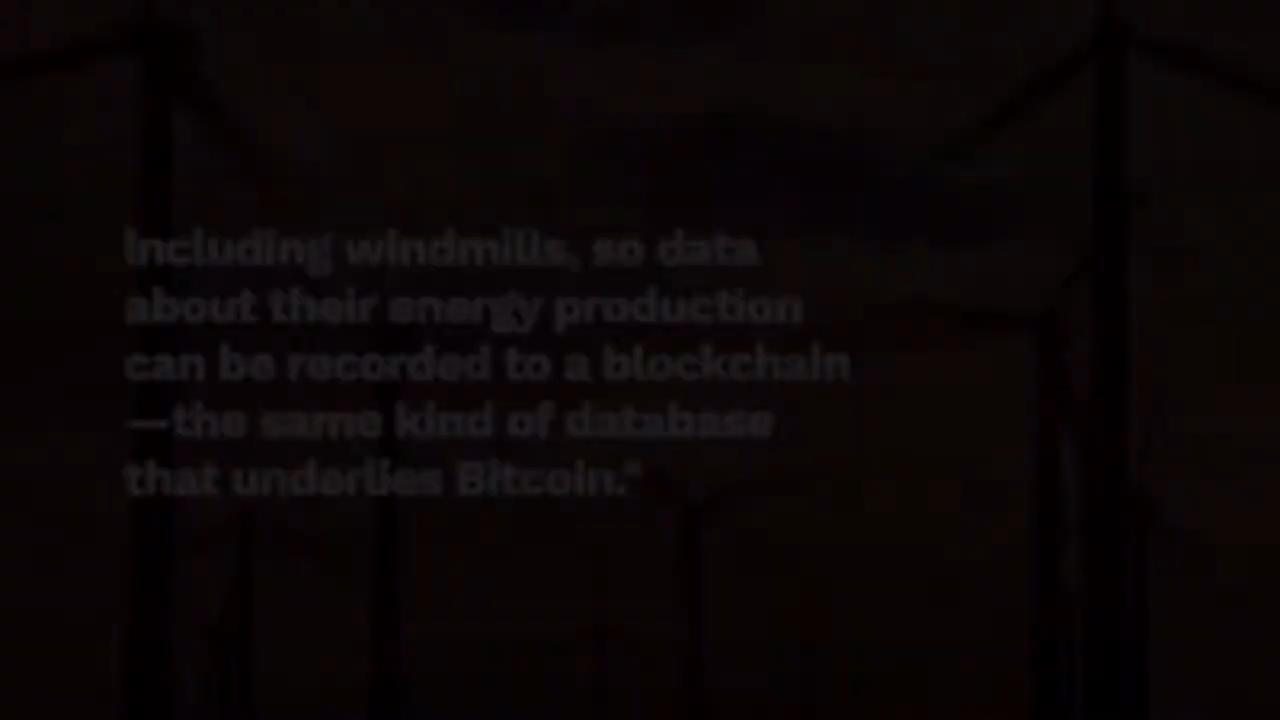 Including windmills, so data
about their energy production
can be recorded to a blockchain
—the same kind of database
that underlies Bitcoin."